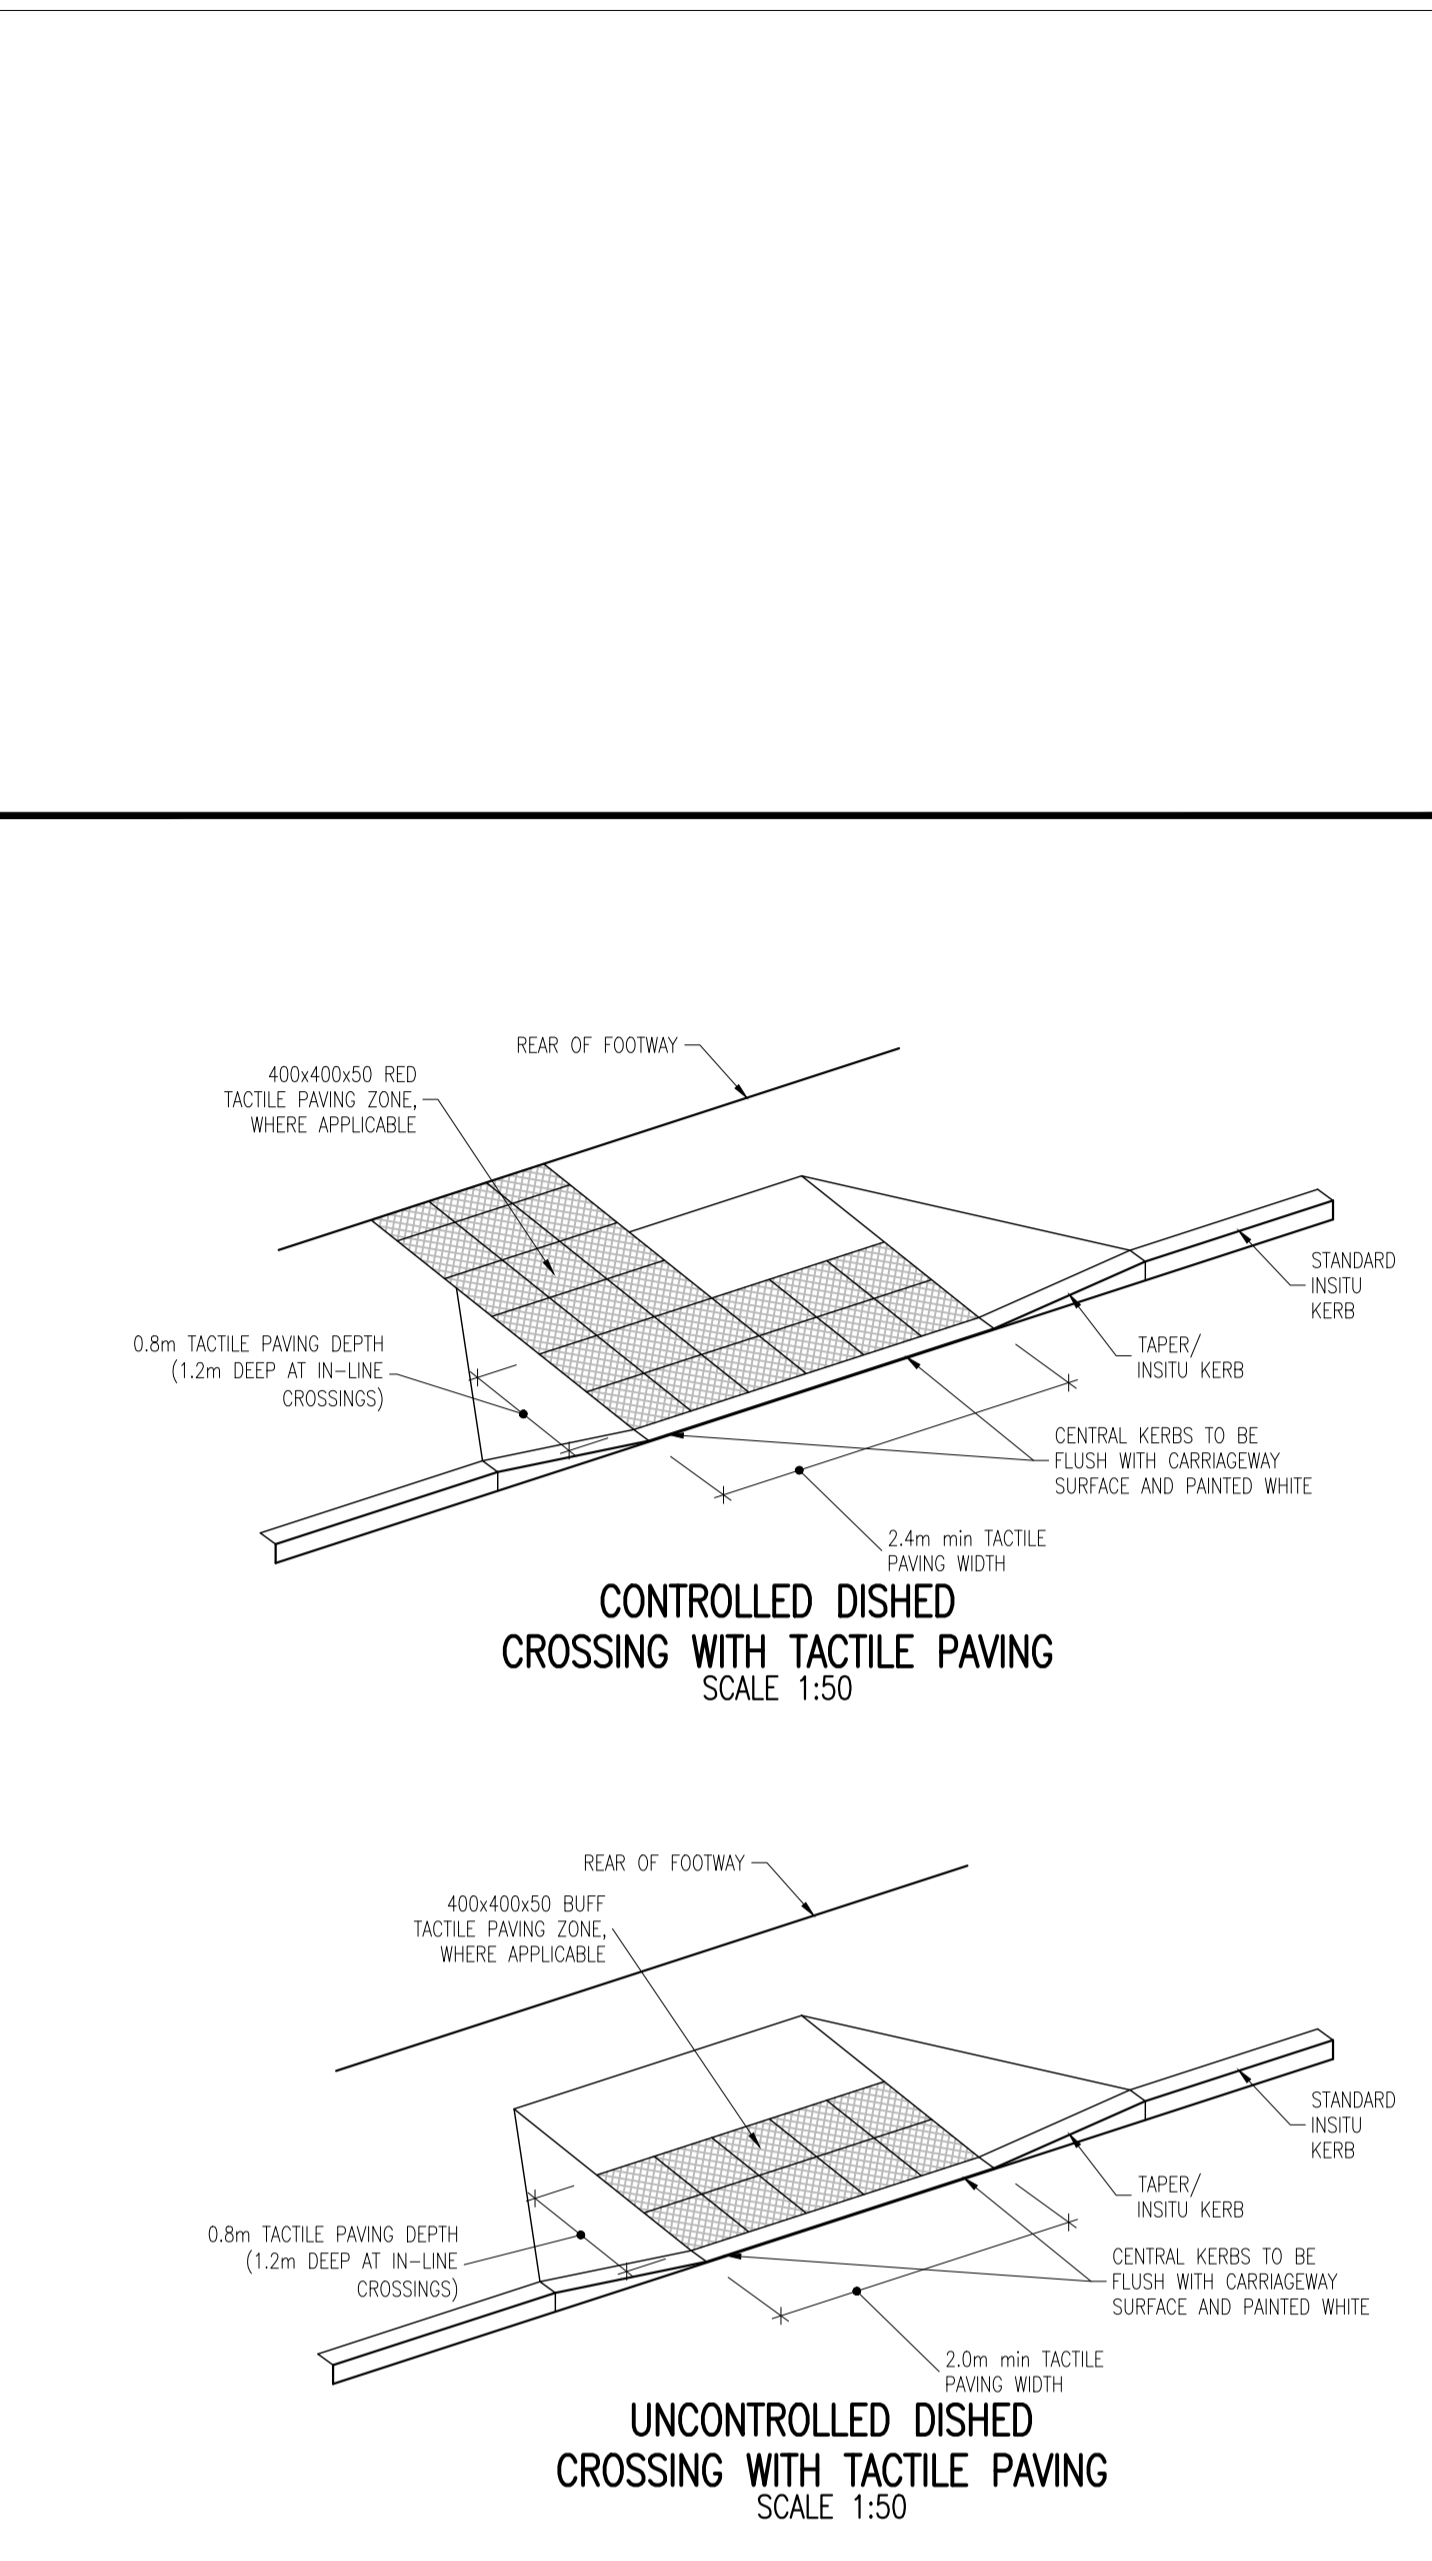 REAR OF FOOTWAY
400x400x50 RED
TACTILE PAVING ZONE,
WHERE APPLICABLE
STANDARD
INSITU
KERB
0.8m TACTILE PAVING DEPTH
(1.2m DEEP AT IN-LINE
CROSSINGS)
TAPER/
INSITU KERB
CENTRAL KERBS TO BE
FLUSH WITH CARRIAGEWAY
SURFACE AND PAINTED WHITE
2.4m min TACTILE
PAVING WIDTH
CONTROLLED DISHED
CROSSING WITH TACTILE PAVING
SCALE 1:50
REAR OF FOOTWAY
400x400x50 BUFF
TACTILE PAVING ZONE,
WHERE APPLICABLE
STANDARD
INSITU
KERB
TAPER/
INSITU KERB
0.8m TACTILE PAVING DEPTH
(1.2m DEEP AT IN-LINE
CROSSINGS)
CENTRAL KERBS TO BE
FLUSH WITH CARRIAGEWAY
SURFACE AND PAINTED WHITE
2.0m min TACTILE
PAVING WIDTH
UNCONTROLLED DISHED
CROSSING WITH TACTILE PAVING
SCALE 1:50